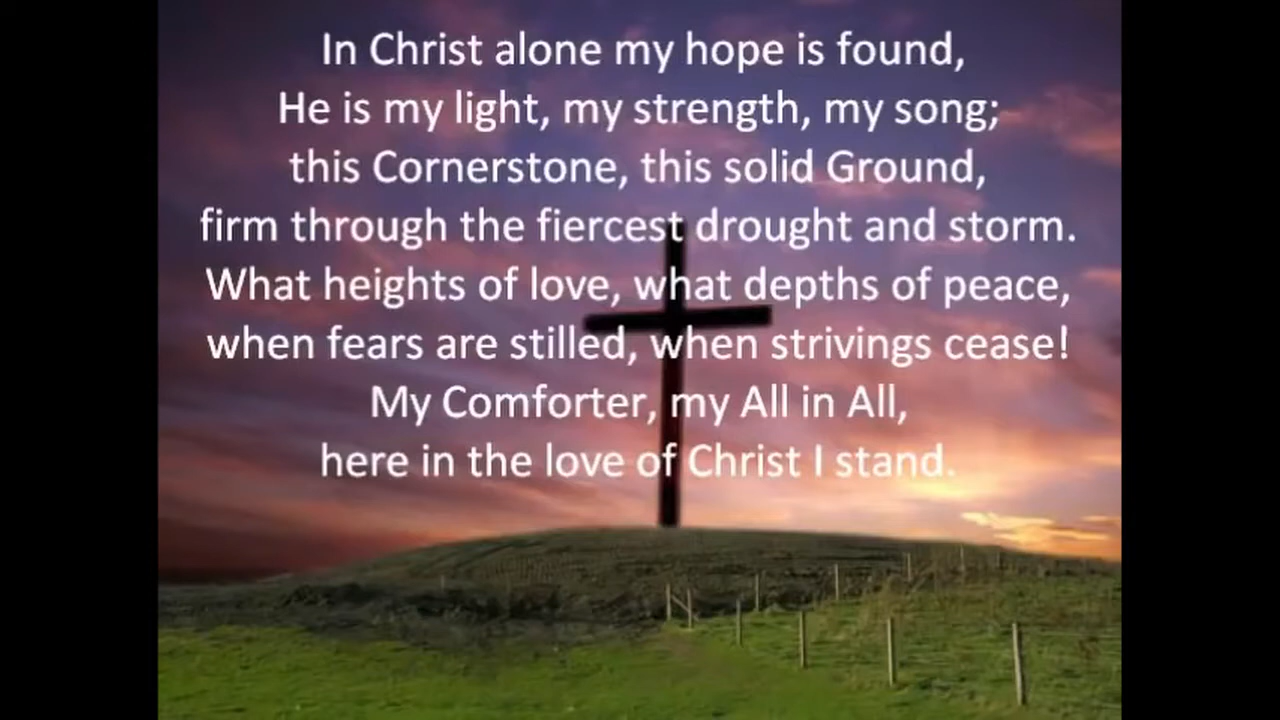 In Christ alone my hope is found,
He is my light, my strength, my song;
this Cornerstone, this solid Ground,
firm through the fiercest drought and storm.
What heights of love, what depths of peace,
when fears are stilled, when strivings cease!
My Comforter, my All in All,
here in the love of Christ I stand.